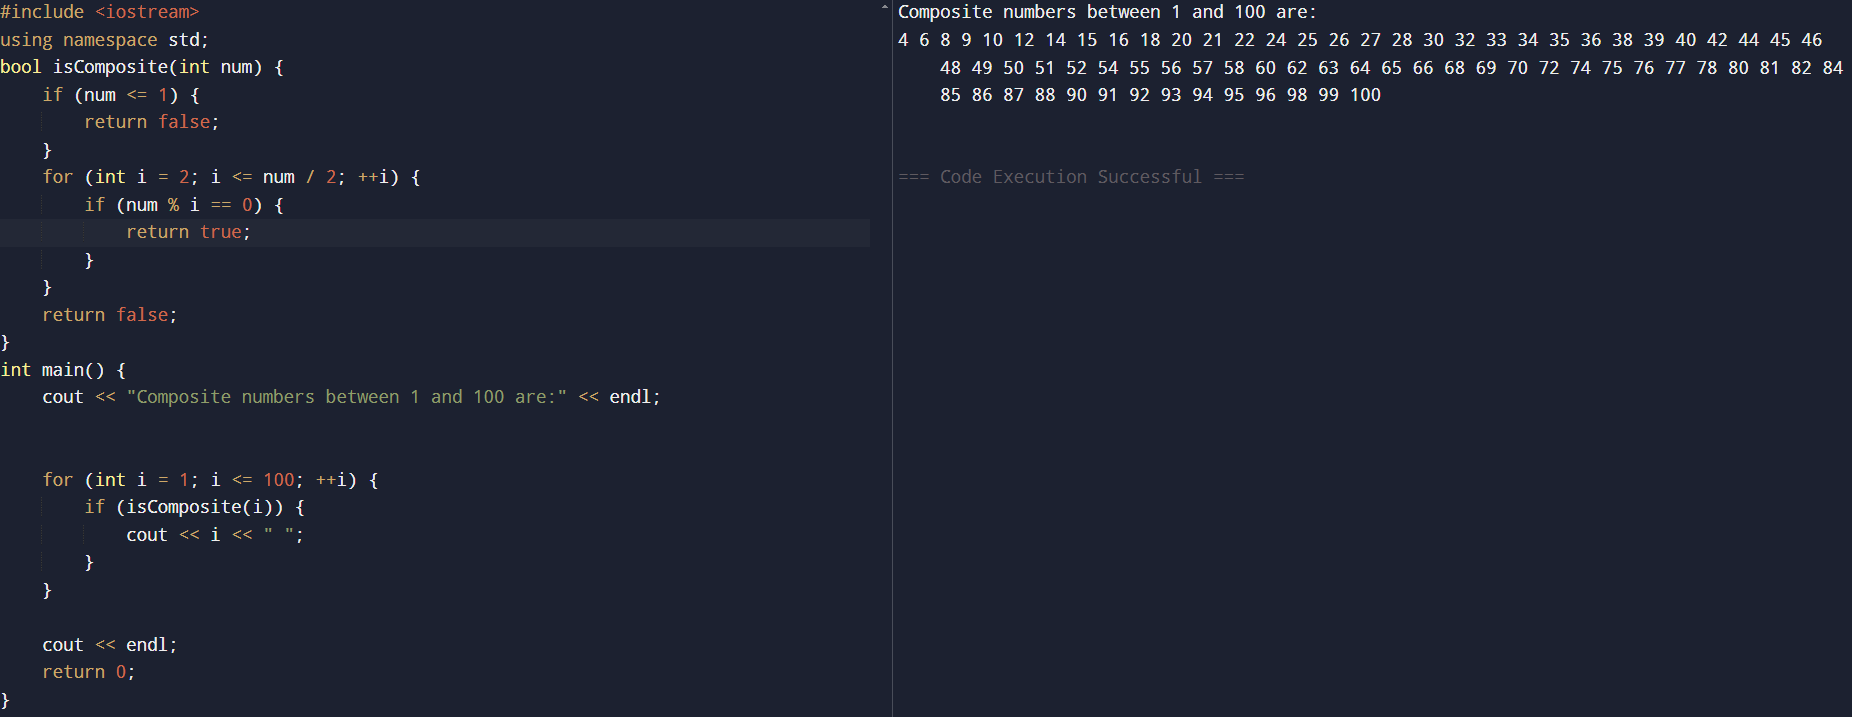 #include <iostream>
using namespace std;
bool isComposite(int num) {
    if (num <= 1) {
        return false;
    }
    for (int i = 2; i <= num / 2; ++i) {
        if (num % i == 0) {
            return true;
        }
    }
    return false;
}
int main() {
    cout << "Composite numbers between 1 and 100 are:" << endl;
    for (int i = 1; i <= 100; ++i) {
        if (isComposite(i)) {
            cout << i << " ";
        }
    }
    cout << endl;
    return 0;
}
Composite numbers between 1 and 100 are:
4 6 8 9 10 12 14 15 16 18 20 21 22 24 25 26 27 28 30 32 33 34 35 36 38 39 40 42 44 45 46
48 49 50 51 52 54 55 56 57 58 60 62 63 64 65 66 68 69 70 72 74 75 76 77 78 80 81 82 84
85 86 87 88 90 91 92 93 94 95 96 98 99 100
=== Code Execution Successful ===